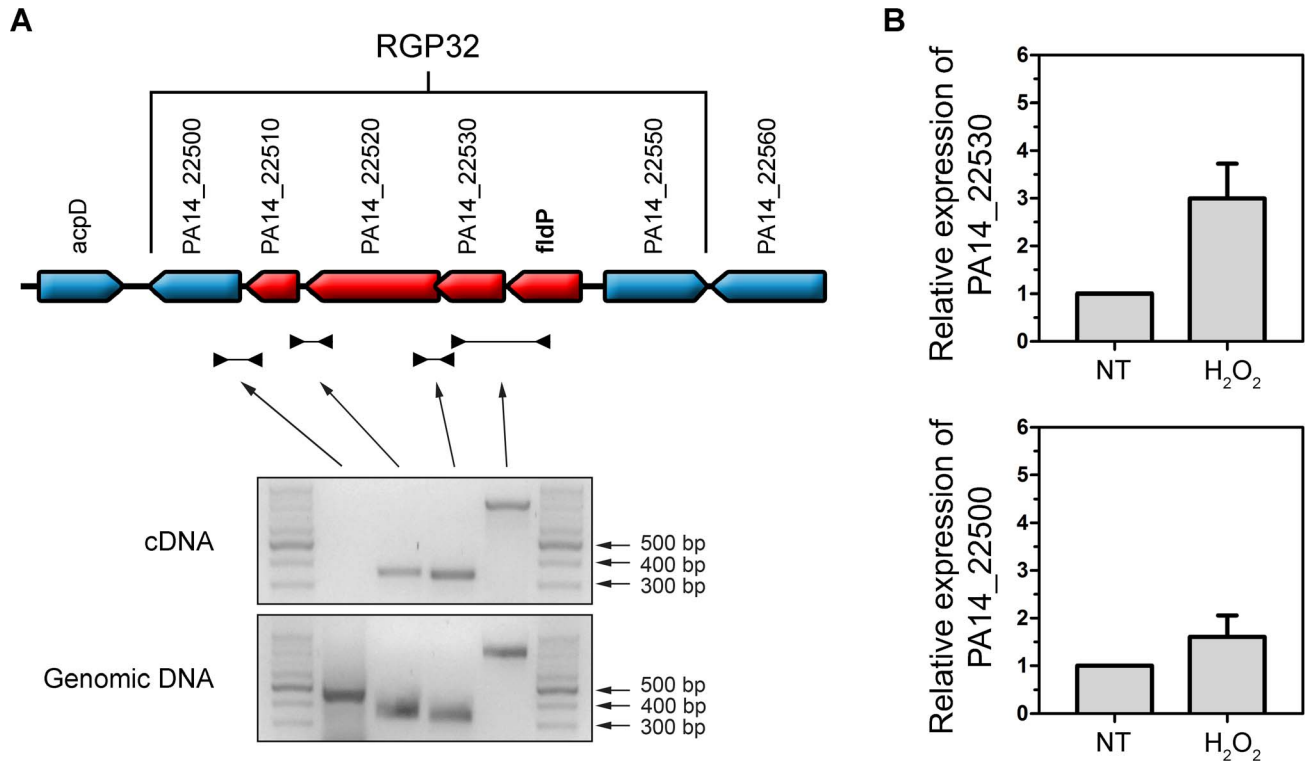 A
RGP32
acpD
PA14_22500
PA14_22510
PA14_22520
PA14_22530
fldP
PA14_22550
PA14_22560
cDNA
500 bp
400 bp
300 bp
Genomic DNA
500 bp
400 bp
300 bp
B
Relative expression of
PA14_22530
6
5
4
3
2
1
0
NT
H₂O₂
Relative expression of
PA14_22500
6
5
4
3
2
1
0
NT
H₂O₂